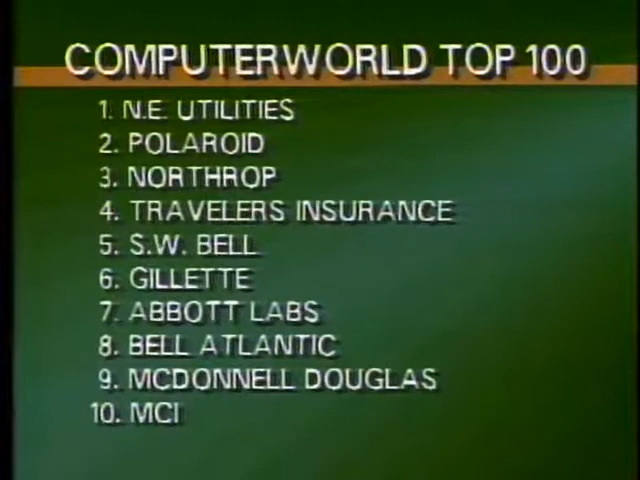 COMPUTERWORLD TOP 100
1. N.E. UTILITIES
2. POLAROID
3. NORTHROP
4. TRAVELERS INSURANCE
5. S.W. BELL
6. GILLETTE
7. ABBOTT LABS
8. BELL ATLANTIC
9. MCDONNELL DOUGLAS
10. MCI